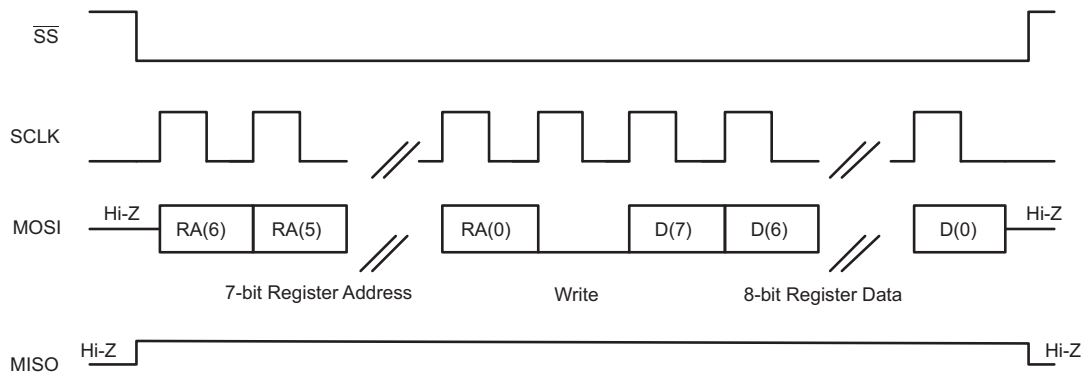 SS
SCLK
Hi-Z
Hi-Z
MOSI
RA(6)
RA(5)
RA(0)
D(7)
D(6)
D(0)
7-bit Register Address
Write
8-bit Register Data
Hi-Z
Hi-Z
MISO